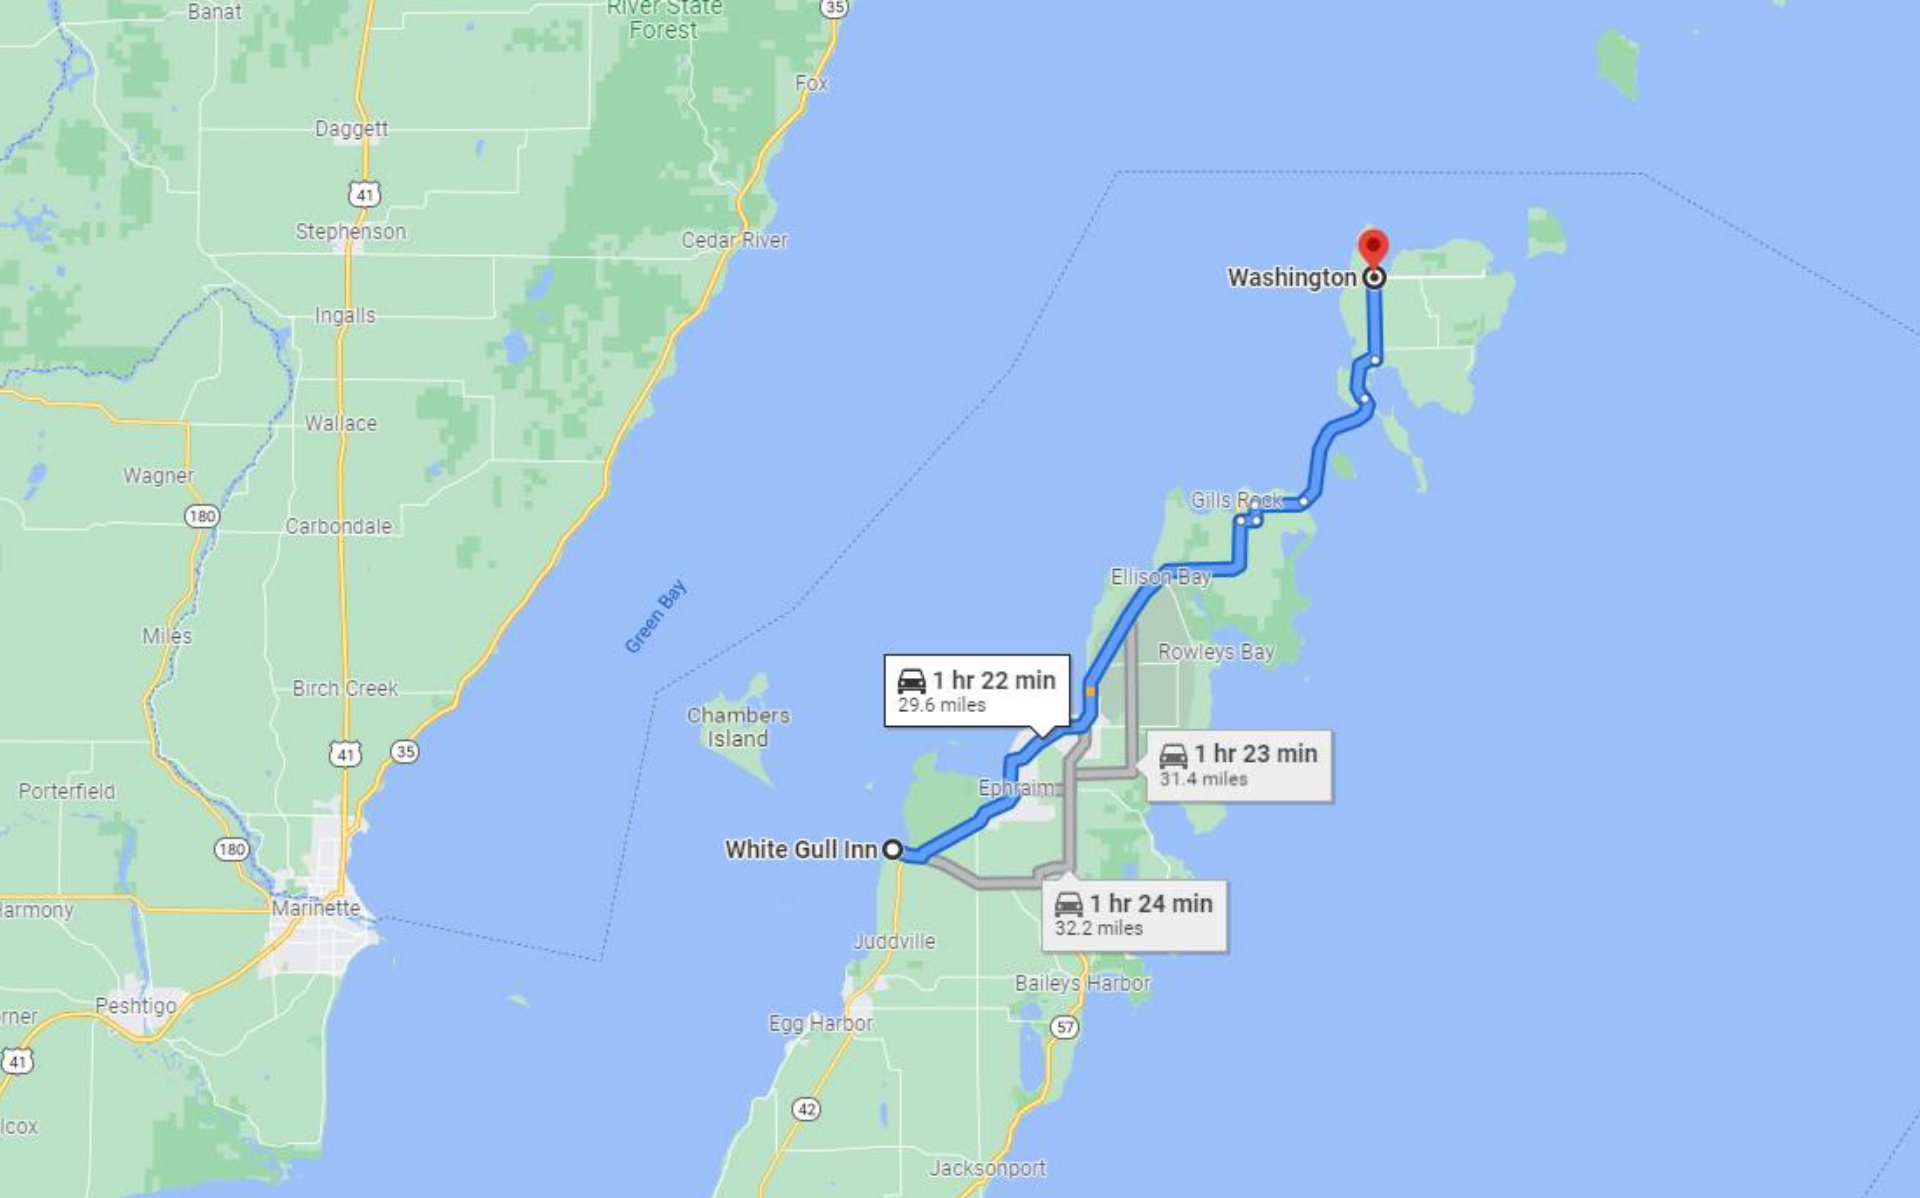 Banat
River State
Forest
35
Fox
Daggett
41
Stephenson
Cedar River
Washington
Ingalls
Wallace
Wagner
180
Carbondale
Gills Rock
Ellison Bay
Green Bay
Miles
Rowleys Bay
Birch Creek
1 hr 22 min
29.6 miles
Chambers
Island
41
35
1 hr 23 min
31.4 miles
Porterfield
Ephraim
180
White Gull Inn
armony
Marinette
1 hr 24 min
32.2 miles
Juddville
Baileys Harbor
Peshtigo
rner
Egg Harbor
57
41
42
lcox
Jacksonport